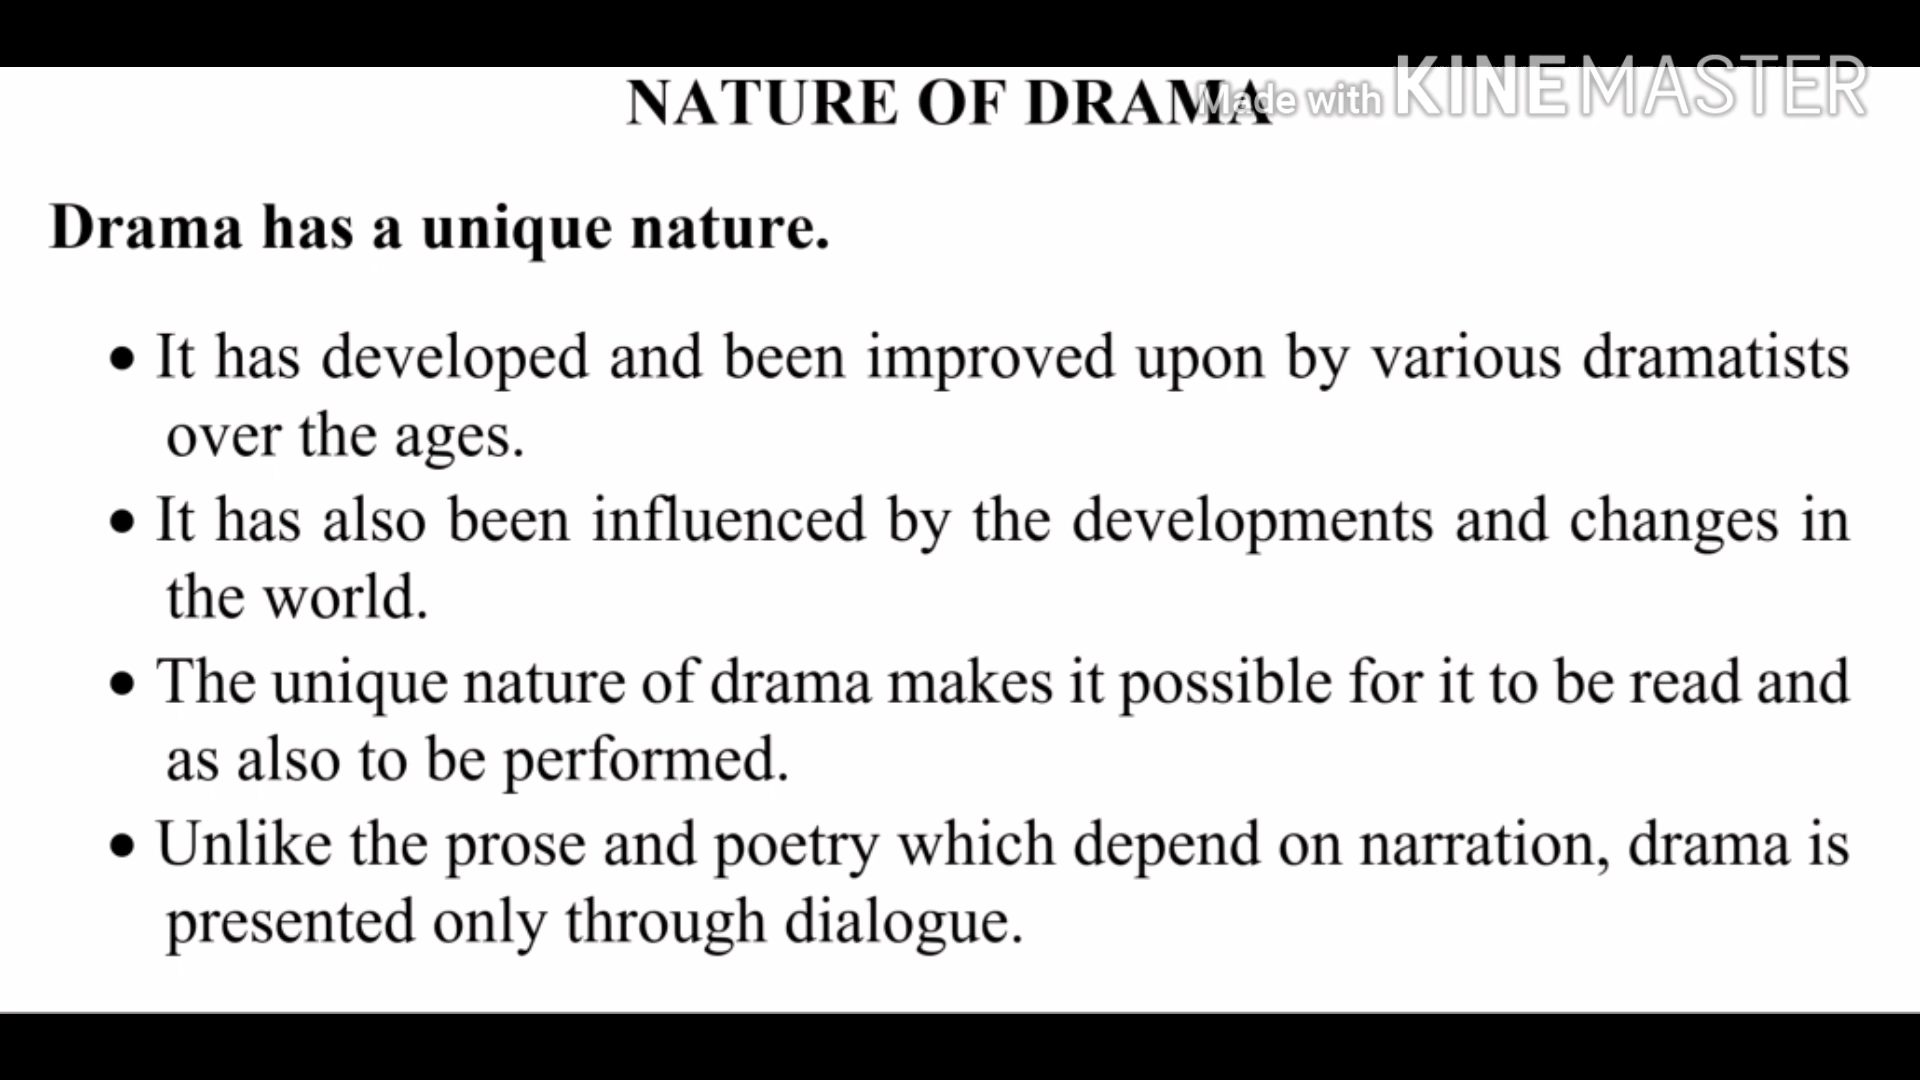 NATURE OF DRAMA
Made with KINEMASTER
Drama has a unique nature.
• It has developed and been improved upon by various dramatists
over the ages.
• It has also been influenced by the developments and changes in
the world.
• The unique nature of drama makes it possible for it to be read and
as also to be performed.
• Unlike the prose and poetry which depend on narration, drama is
presented only through dialogue.